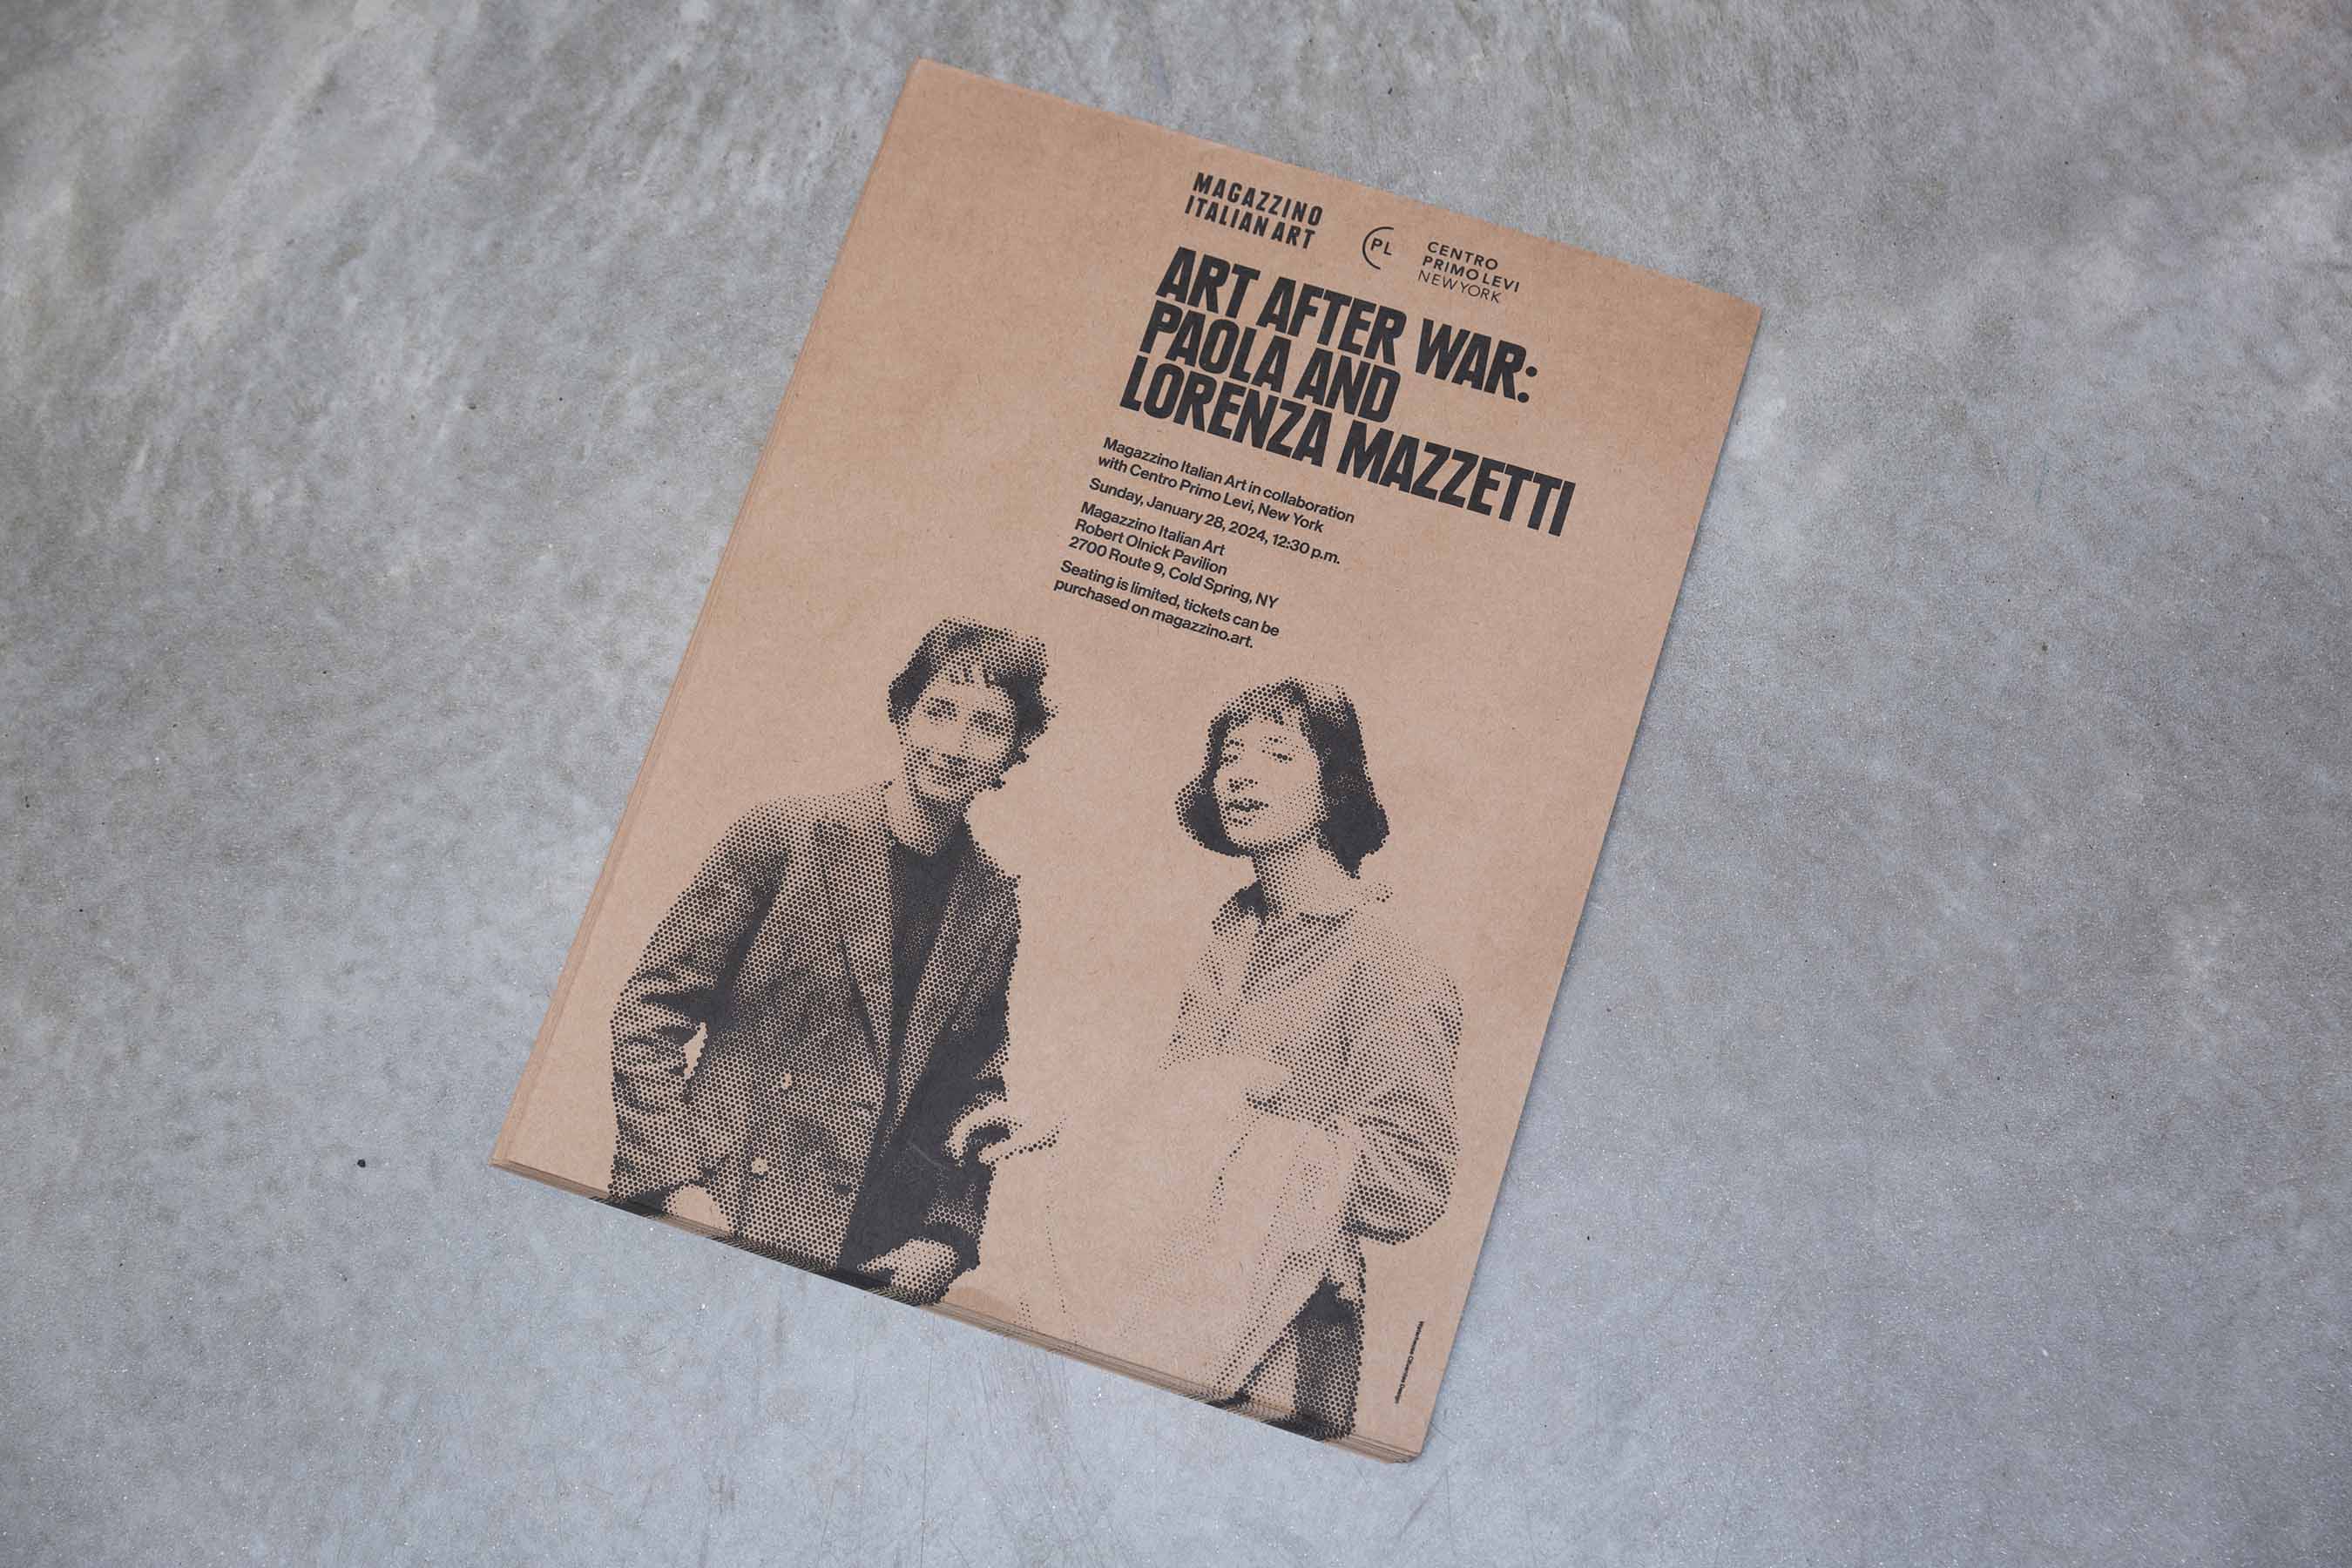 MAGAZZINO
ITALIAN ART
PL
CENTRO
PRIMO LEVI
NEW YORK
ART AFTER WAR:
PAOLA AND
LORENZA MAZZETTI
Magazzino Italian Art in collaboration
with Centro Primo Levi, New York
Sunday, January 28, 2024, 12:30 p.m.
Magazzino Italian Art
Robert Olnick Pavilion
2700 Route 9, Cold Spring, NY
Seating is limited, tickets can be
purchased on magazzino.art.